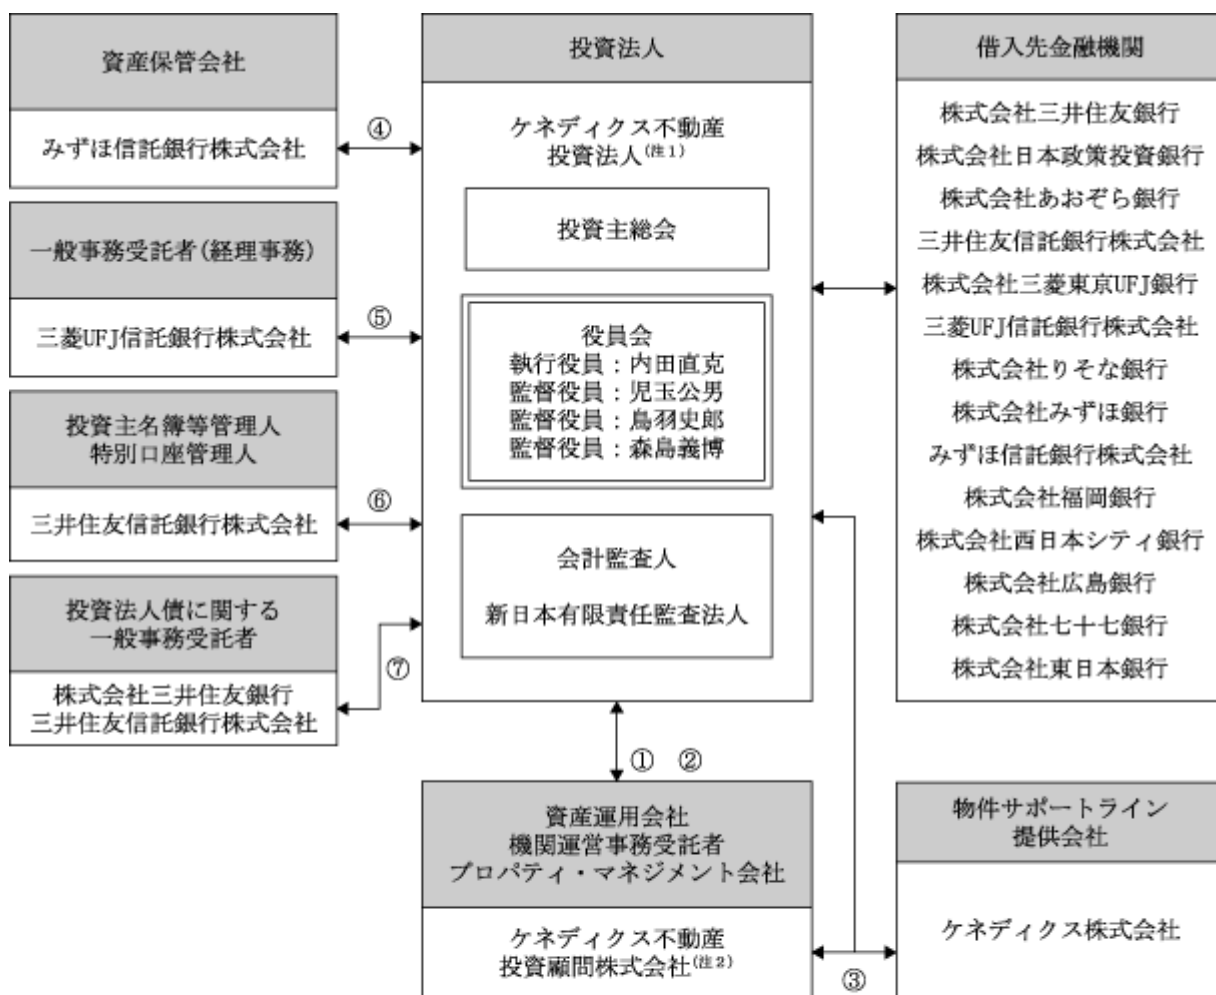 資産保管会社
みずほ信託銀行株式会社
④
一般事務受託者(経理事務)
三菱UFJ信託銀行株式会社
⑤
投資主名簿等管理人
特別口座管理人
三井住友信託銀行株式会社
⑥
投資法人債に関する
一般事務受託者
株式会社三井住友銀行
三井住友信託銀行株式会社
⑦
投資法人
ケネディクス不動産
投資法人(注1)
投資主総会
役員会
執行役員：内田直克
監督役員：児玉公男
監督役員：鳥羽史郎
監督役員：森島義博
会計監査人
新日本有限責任監査法人
① ②
資産運用会社
機関運営事務受託者
プロパティ・マネジメント会社
ケネディクス不動産
投資顧問株式会社(注2)
③
借入先金融機関
株式会社三井住友銀行
株式会社日本政策投資銀行
株式会社あおぞら銀行
三井住友信託銀行株式会社
株式会社三菱東京UFJ銀行
三菱UFJ信託銀行株式会社
株式会社りそな銀行
株式会社みずほ銀行
みずほ信託銀行株式会社
株式会社福岡銀行
株式会社西日本シティ銀行
株式会社広島銀行
株式会社七十七銀行
株式会社東日本銀行
物件サポートライン
提供会社
ケネディクス株式会社